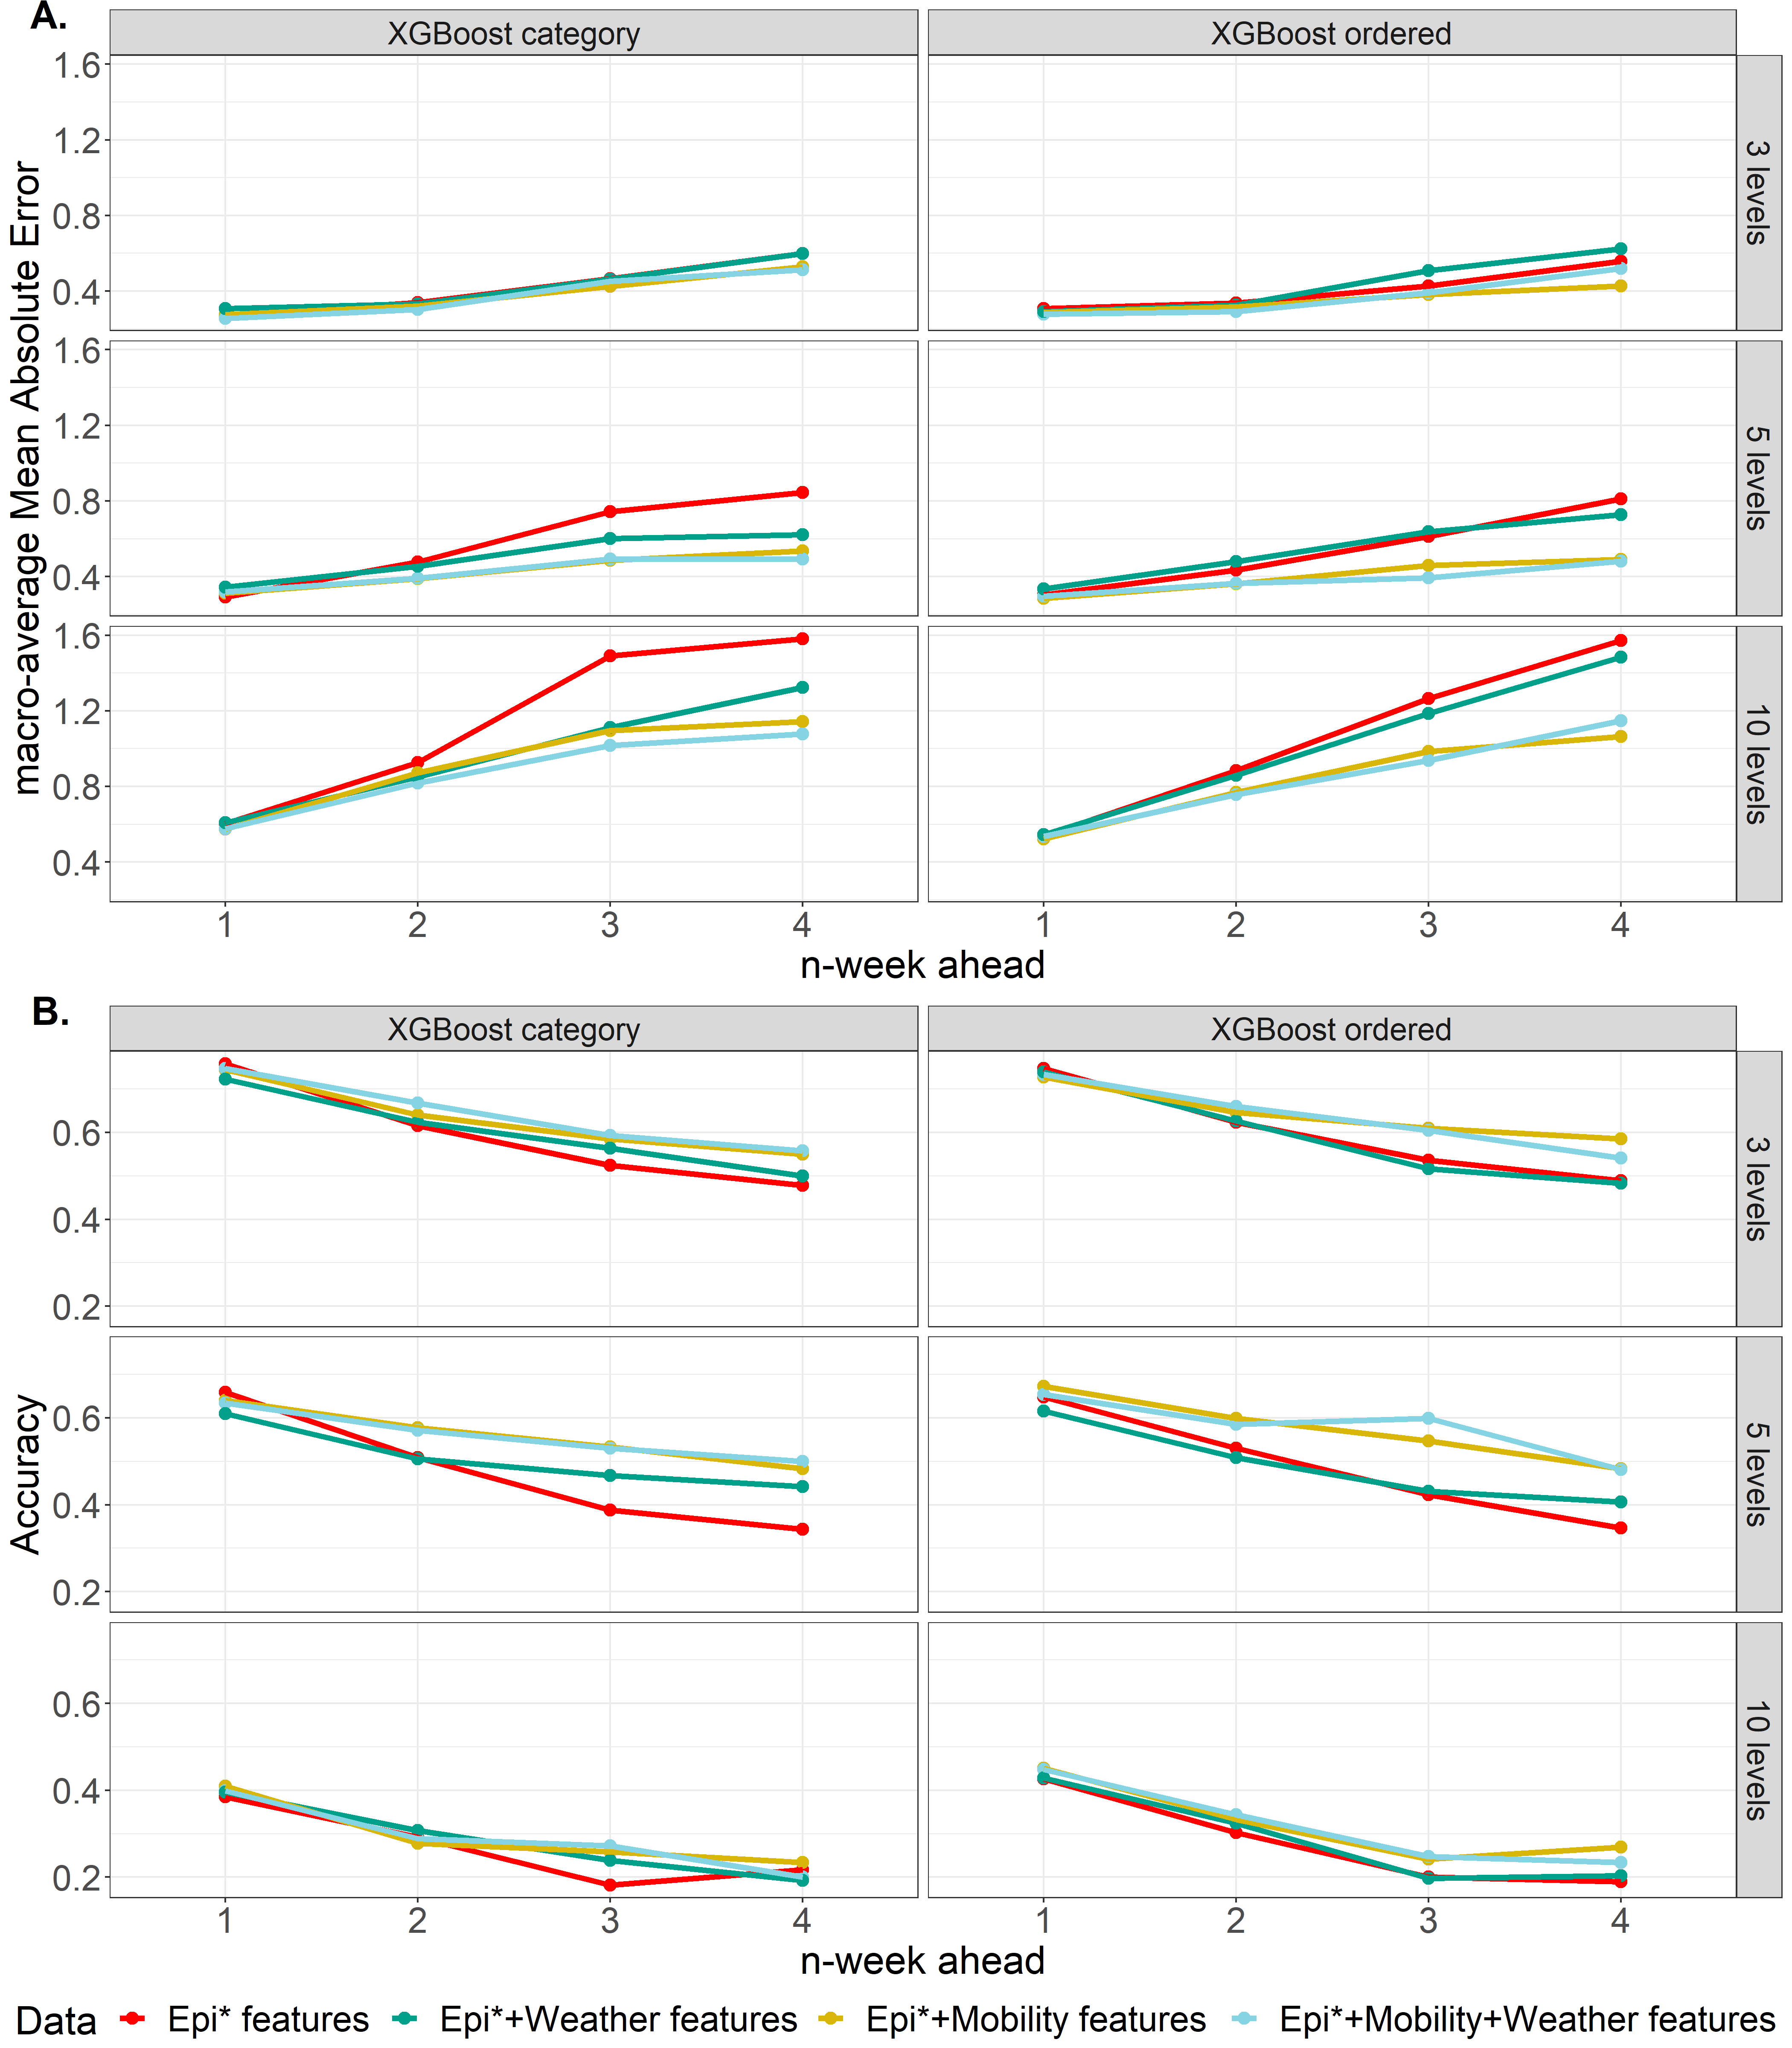 A.
XGBoost category
XGBoost ordered
macro-average Mean Absolute Error
1.6
1.2
0.8
0.4
3 levels
1.6
1.2
0.8
0.4
5 levels
1.6
1.2
0.8
0.4
10 levels
1 2 3 4
1 2 3 4
n-week ahead
B.
XGBoost category
XGBoost ordered
Accuracy
0.6
0.4
0.2
3 levels
0.6
0.4
0.2
5 levels
0.6
0.4
0.2
10 levels
1 2 3 4
1 2 3 4
n-week ahead
Data Epi* features Epi*+Weather features Epi*+Mobility features Epi*+Mobility+Weather features